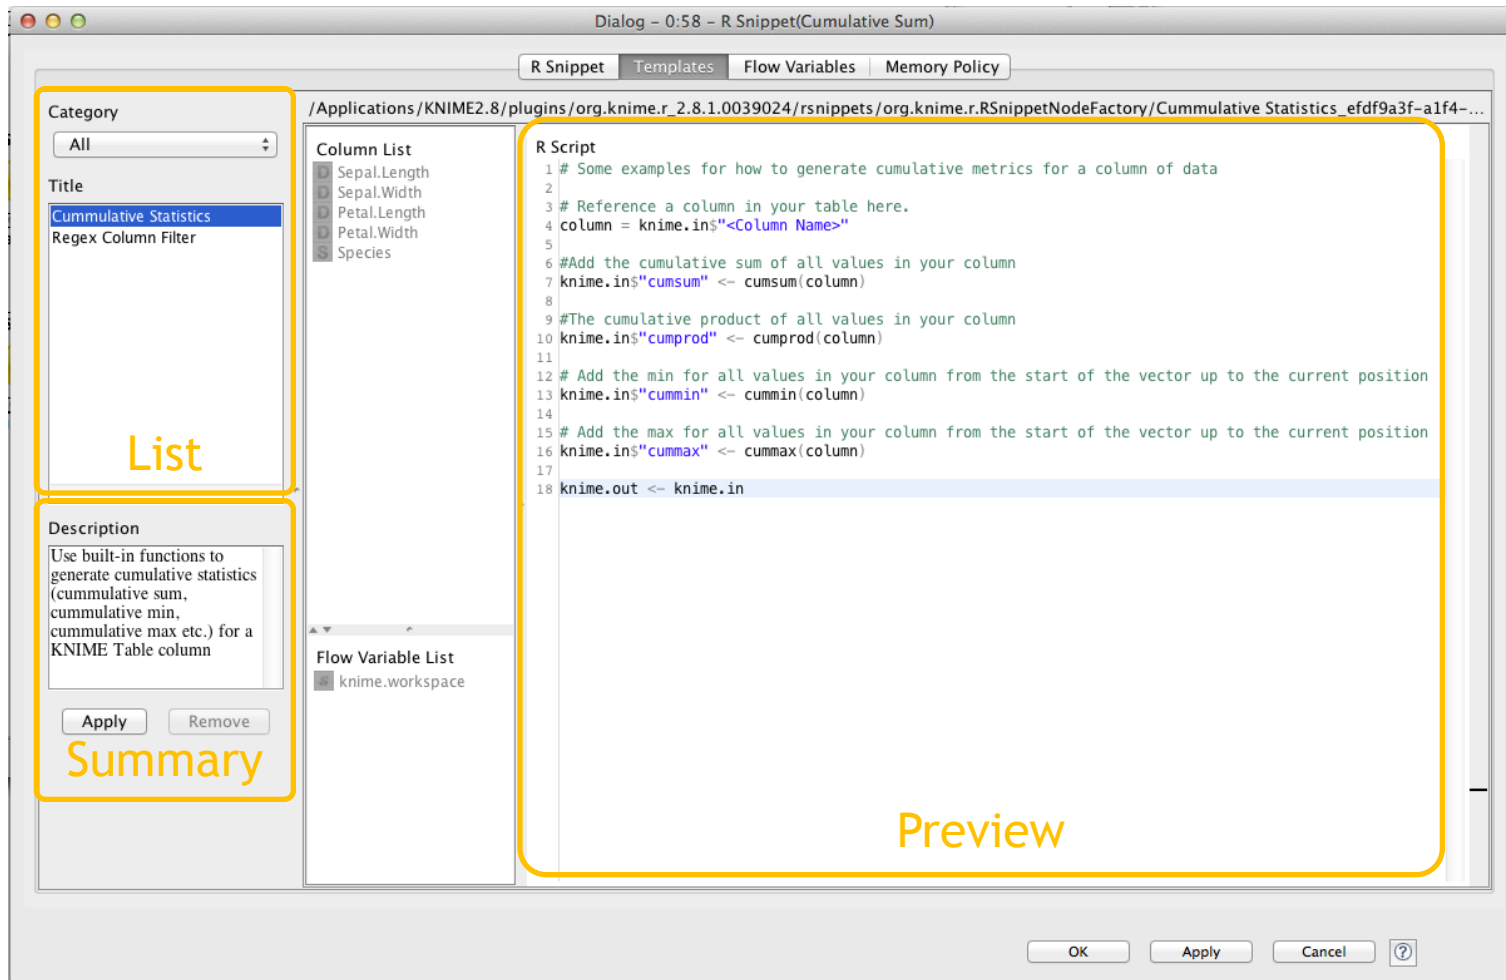 Dialog – 0:58 – R Snippet(Cumulative Sum)
R Snippet Templates Flow Variables Memory Policy
Category
All
Title
Cummulative Statistics
Regex Column Filter
List
Description
Use built-in functions to
generate cumulative statistics
(cummulative sum,
cummulative min,
cummulative max etc.) for a
KNIME Table column
Apply Remove
Summary
/Applications/KNIME2.8/plugins/org.knime.r_2.8.1.0039024/rsnippets/org.knime.r.RSnippetNodeFactory/Cummulative Statistics_efdf9a3f-a1f4-...
Column List
D Sepal.Length
D Sepal.Width
D Petal.Length
D Petal.Width
S Species
Flow Variable List
s knime.workspace
R Script
1 # Some examples for how to generate cumulative metrics for a column of data
2
3 # Reference a column in your table here.
4 column = knime.in$"<Column Name>"
5
6 #Add the cumulative sum of all values in your column
7 knime.in$"cumsum" <- cumsum(column)
8
9 #The cumulative product of all values in your column
10 knime.in$"cumprod" <- cumprod(column)
11
12 # Add the min for all values in your column from the start of the vector up to the current position
13 knime.in$"cummin" <- cummin(column)
14
15 # Add the max for all values in your column from the start of the vector up to the current position
16 knime.in$"cummax" <- cummax(column)
17
18 knime.out <- knime.in
Preview
OK Apply Cancel ?